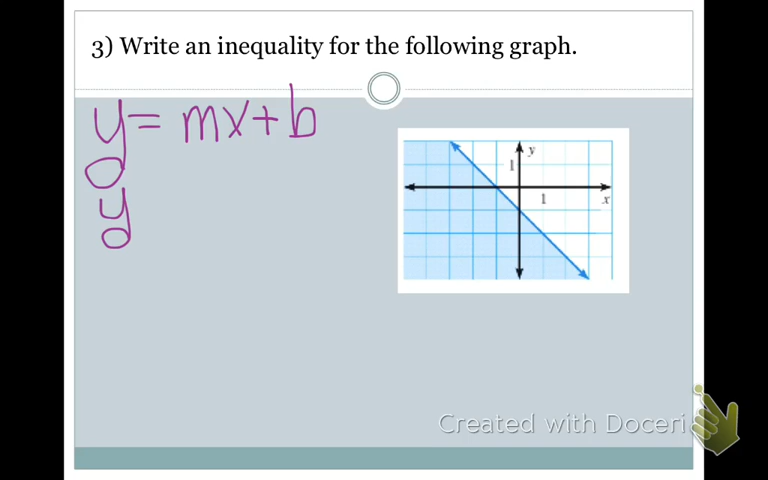 3) Write an inequality for the following graph.
y = mx + b
y
y
1
1
x
Created with Doceri